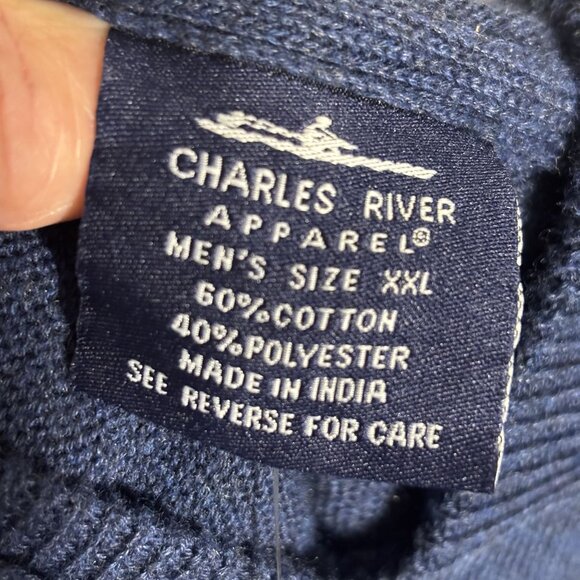 CHARLES RIVER
APPAREL®
MEN'S SIZE XXL
60% COTTON
40% POLYESTER
MADE IN INDIA
SEE REVERSE FOR CARE